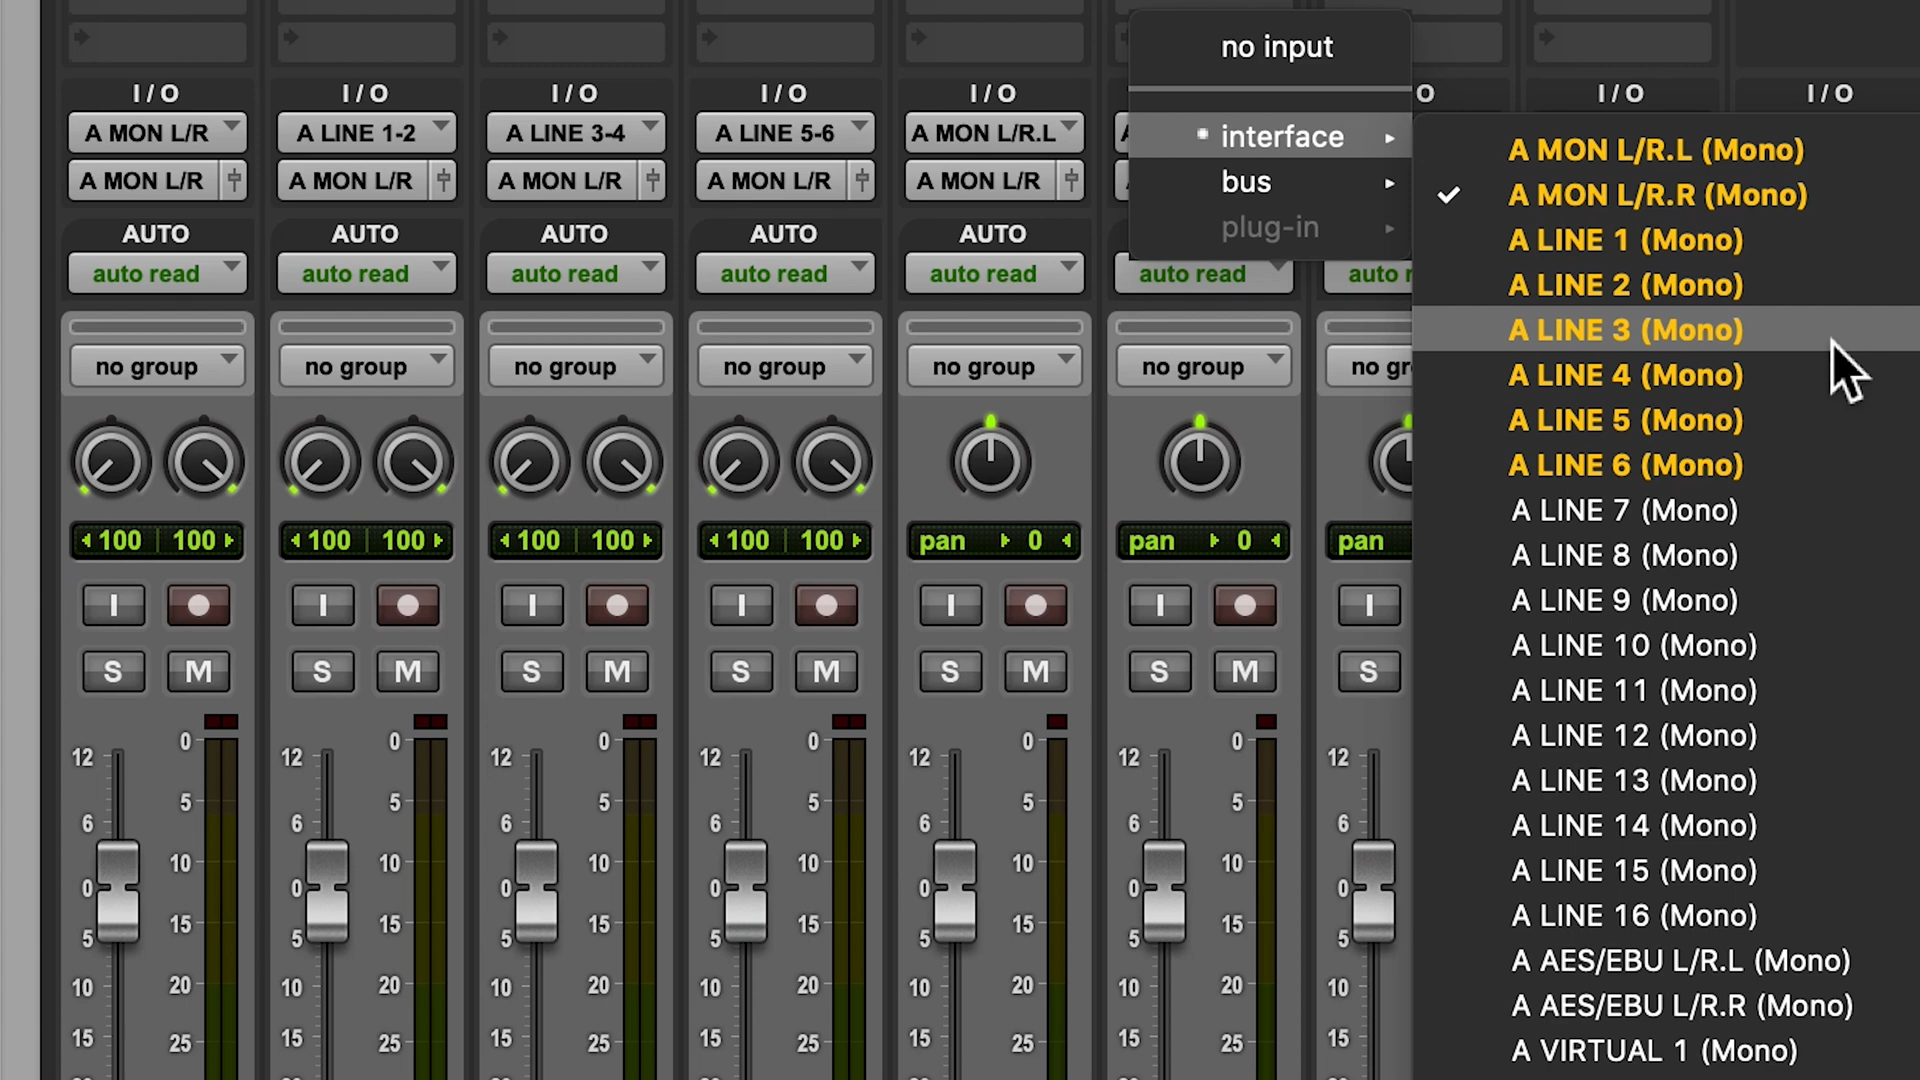 no input
I/O I/O I/O I/O I/O O I/O I/O
A MON L/R A LINE 1-2 A LINE 3-4 A LINE 5-6 A MON L/R.L
interface
A MON L/R A MON L/R A MON L/R A MON L/R A MON L/R
bus
plug-in
AUTO AUTO AUTO AUTO AUTO
auto read auto read auto read auto read auto read auto read auto r
no group no group no group no group no group no group no gr
100 100 100 100 100 100 100 100 pan 0 pan 0 pan
I I I I I I I
S M S M S M S M S M S M S
12 0 12 0 12 0 12 0 12 0 12 0 12
5 5 5 5 5 5
6 6 6 6 6 6 6
10 10 10 10 10 10
0 0 0 0 0 0 0
15 15 15 15 15 15
5 5 5 5 5 5 5
10 20 10 20 10 20 10 20 10 20 10 20 10
15 25 15 25 15 25 15 25 15 25 15 25 15
A MON L/R.L (Mono)
A MON L/R.R (Mono)
A LINE 1 (Mono)
A LINE 2 (Mono)
A LINE 3 (Mono)
A LINE 4 (Mono)
A LINE 5 (Mono)
A LINE 6 (Mono)
A LINE 7 (Mono)
A LINE 8 (Mono)
A LINE 9 (Mono)
A LINE 10 (Mono)
A LINE 11 (Mono)
A LINE 12 (Mono)
A LINE 13 (Mono)
A LINE 14 (Mono)
A LINE 15 (Mono)
A LINE 16 (Mono)
A AES/EBU L/R.L (Mono)
A AES/EBU L/R.R (Mono)
A VIRTUAL 1 (Mono)